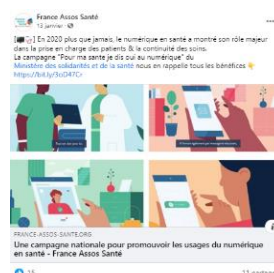 France Assos Santé
13 janvier
[ ] En 2020 plus que jamais, le numérique en santé a montré son rôle majeur
dans la prise en charge des patients & la continuité des soins.
La campagne "Pour ma santé je dis oui au numérique" du
Ministère des solidarités et de la santé nous en rappelle tous les bénéfices
https://bit.ly/3cD47Cr
FRANCE-ASSOS-SANTE.ORG
Une campagne nationale pour promouvoir les usages du numérique
en santé - France Assos Santé